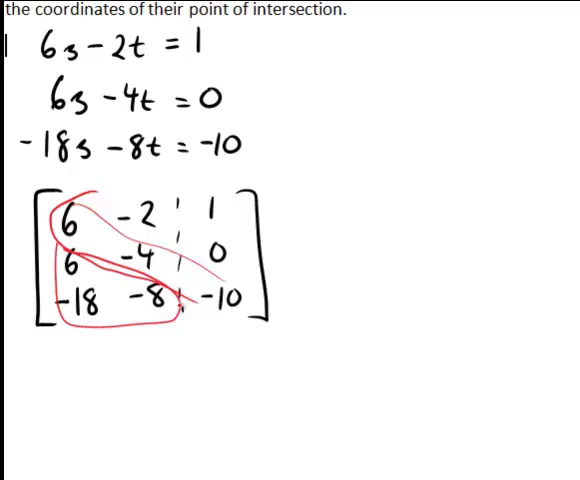 the coordinates of their point of intersection.
6s - 2t = 1
6s - 4t = 0
-18s - 8t = -10
6 -2 1
6 -4 0
-18 -8 -10